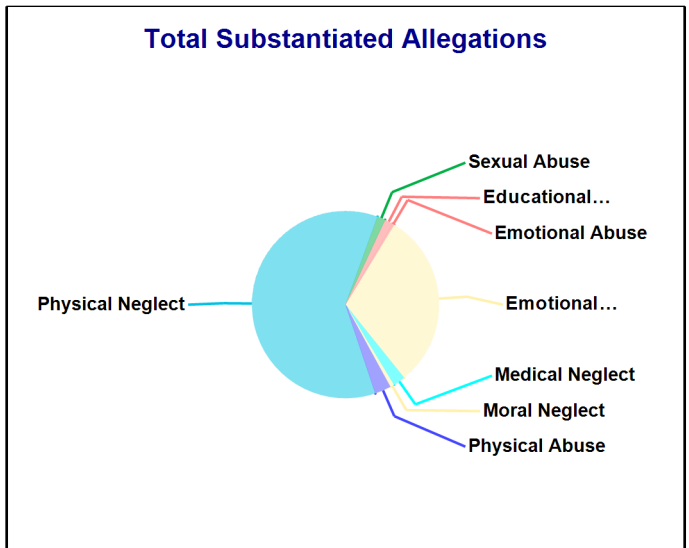 Total Substantiated Allegations
Sexual Abuse
Educational…
Emotional Abuse
Physical Neglect
Emotional…
Medical Neglect
Moral Neglect
Physical Abuse